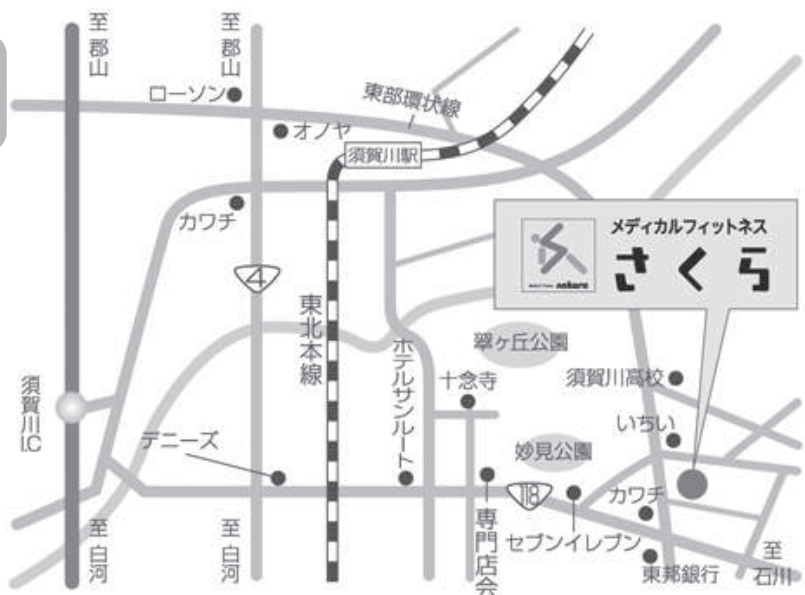 至郡山
至郡山
ローソン
オノヤ
東部環状線
須賀川駅
カワチ
4
東北本線
メディカルフィットネス
さくら
sakura
翠ヶ丘公園
ホテルサンルート
十念寺
須賀川高校
須賀川I.C
いちい
デニーズ
妙見公園
118
カワチ
専門店会
セブンイレブン
東邦銀行
至白河
至白河
至石川